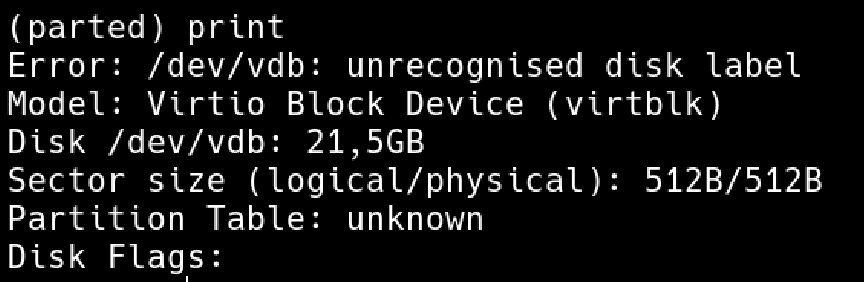 (parted) print
Error: /dev/vdb: unrecognised disk label
Model: Virtio Block Device (virtblk)
Disk /dev/vdb: 21,5GB
Sector size (logical/physical): 512B/512B
Partition Table: unknown
Disk Flags: